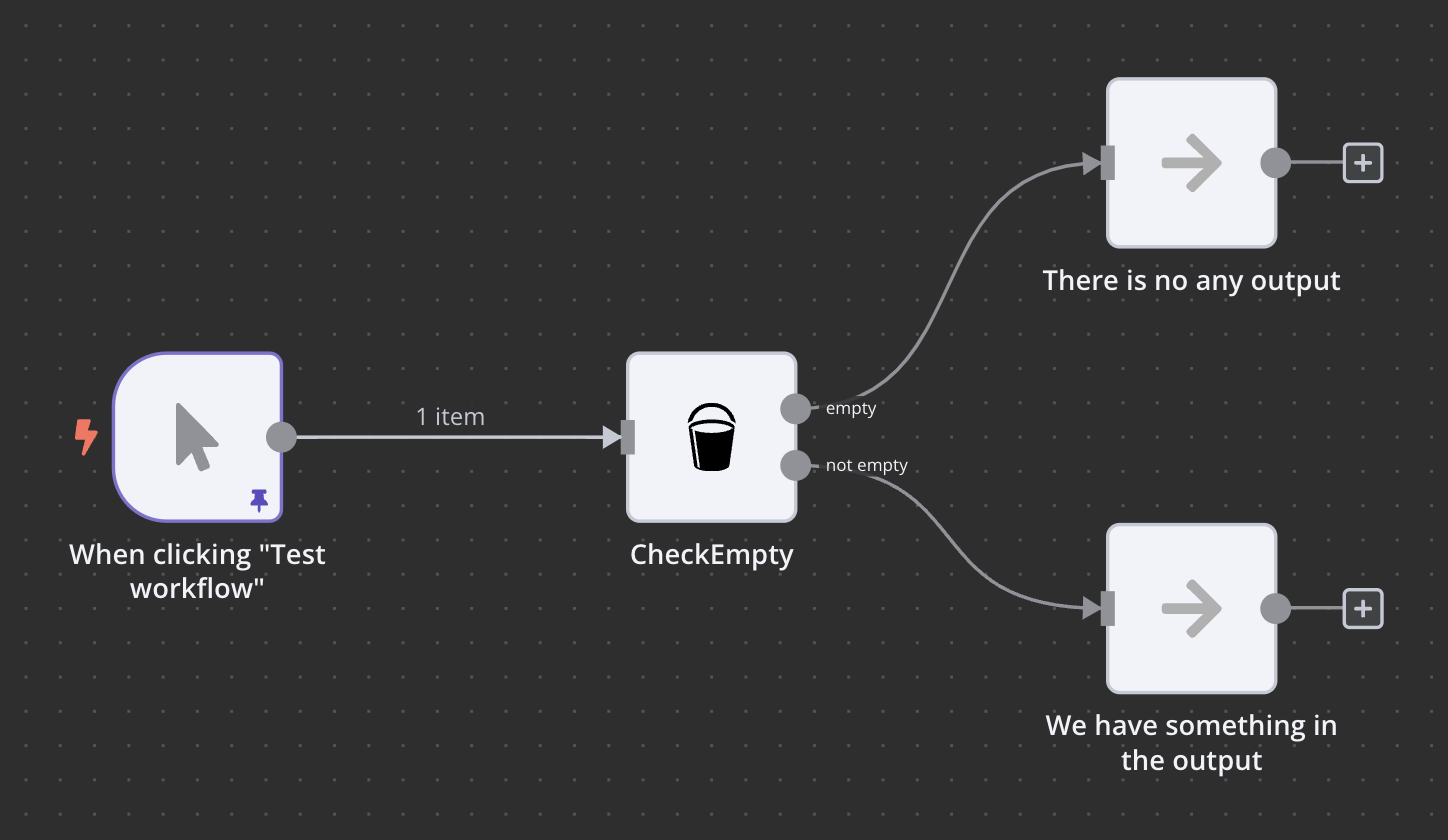 There is no any output
1 item
empty
not empty
When clicking "Test
workflow"
CheckEmpty
We have something in
the output